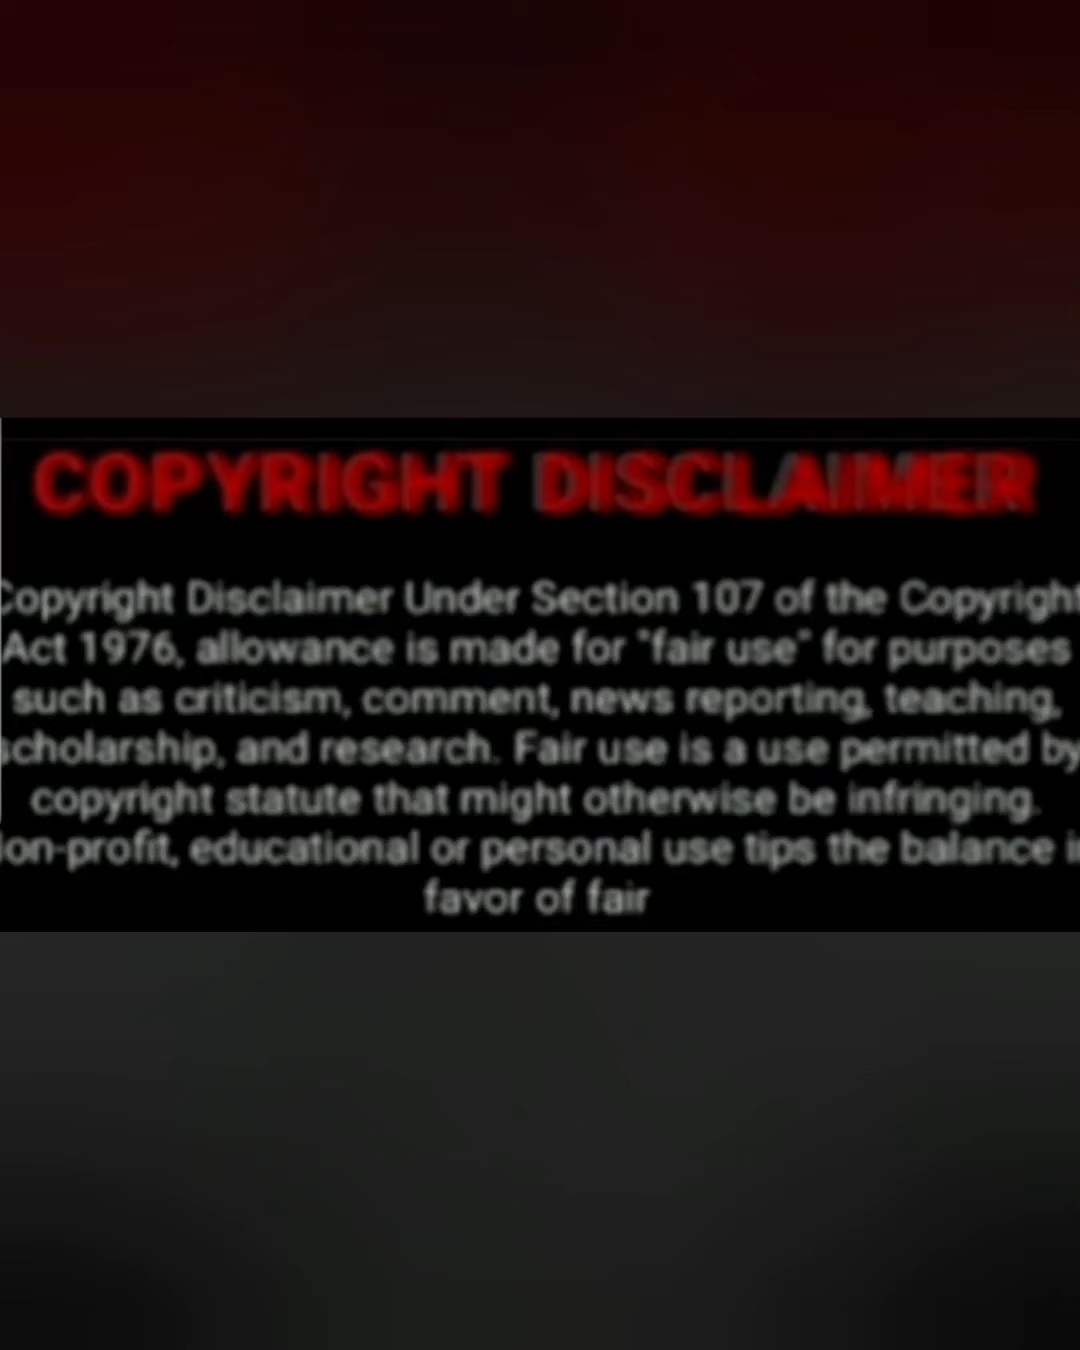 COPYRIGHT DISCLAIMER
Copyright Disclaimer Under Section 107 of the Copyright
Act 1976, allowance is made for "fair use" for purposes
such as criticism, comment, news reporting, teaching,
scholarship, and research. Fair use is a use permitted by
copyright statute that might otherwise be infringing.
on-profit, educational or personal use tips the balance in
favor of fair